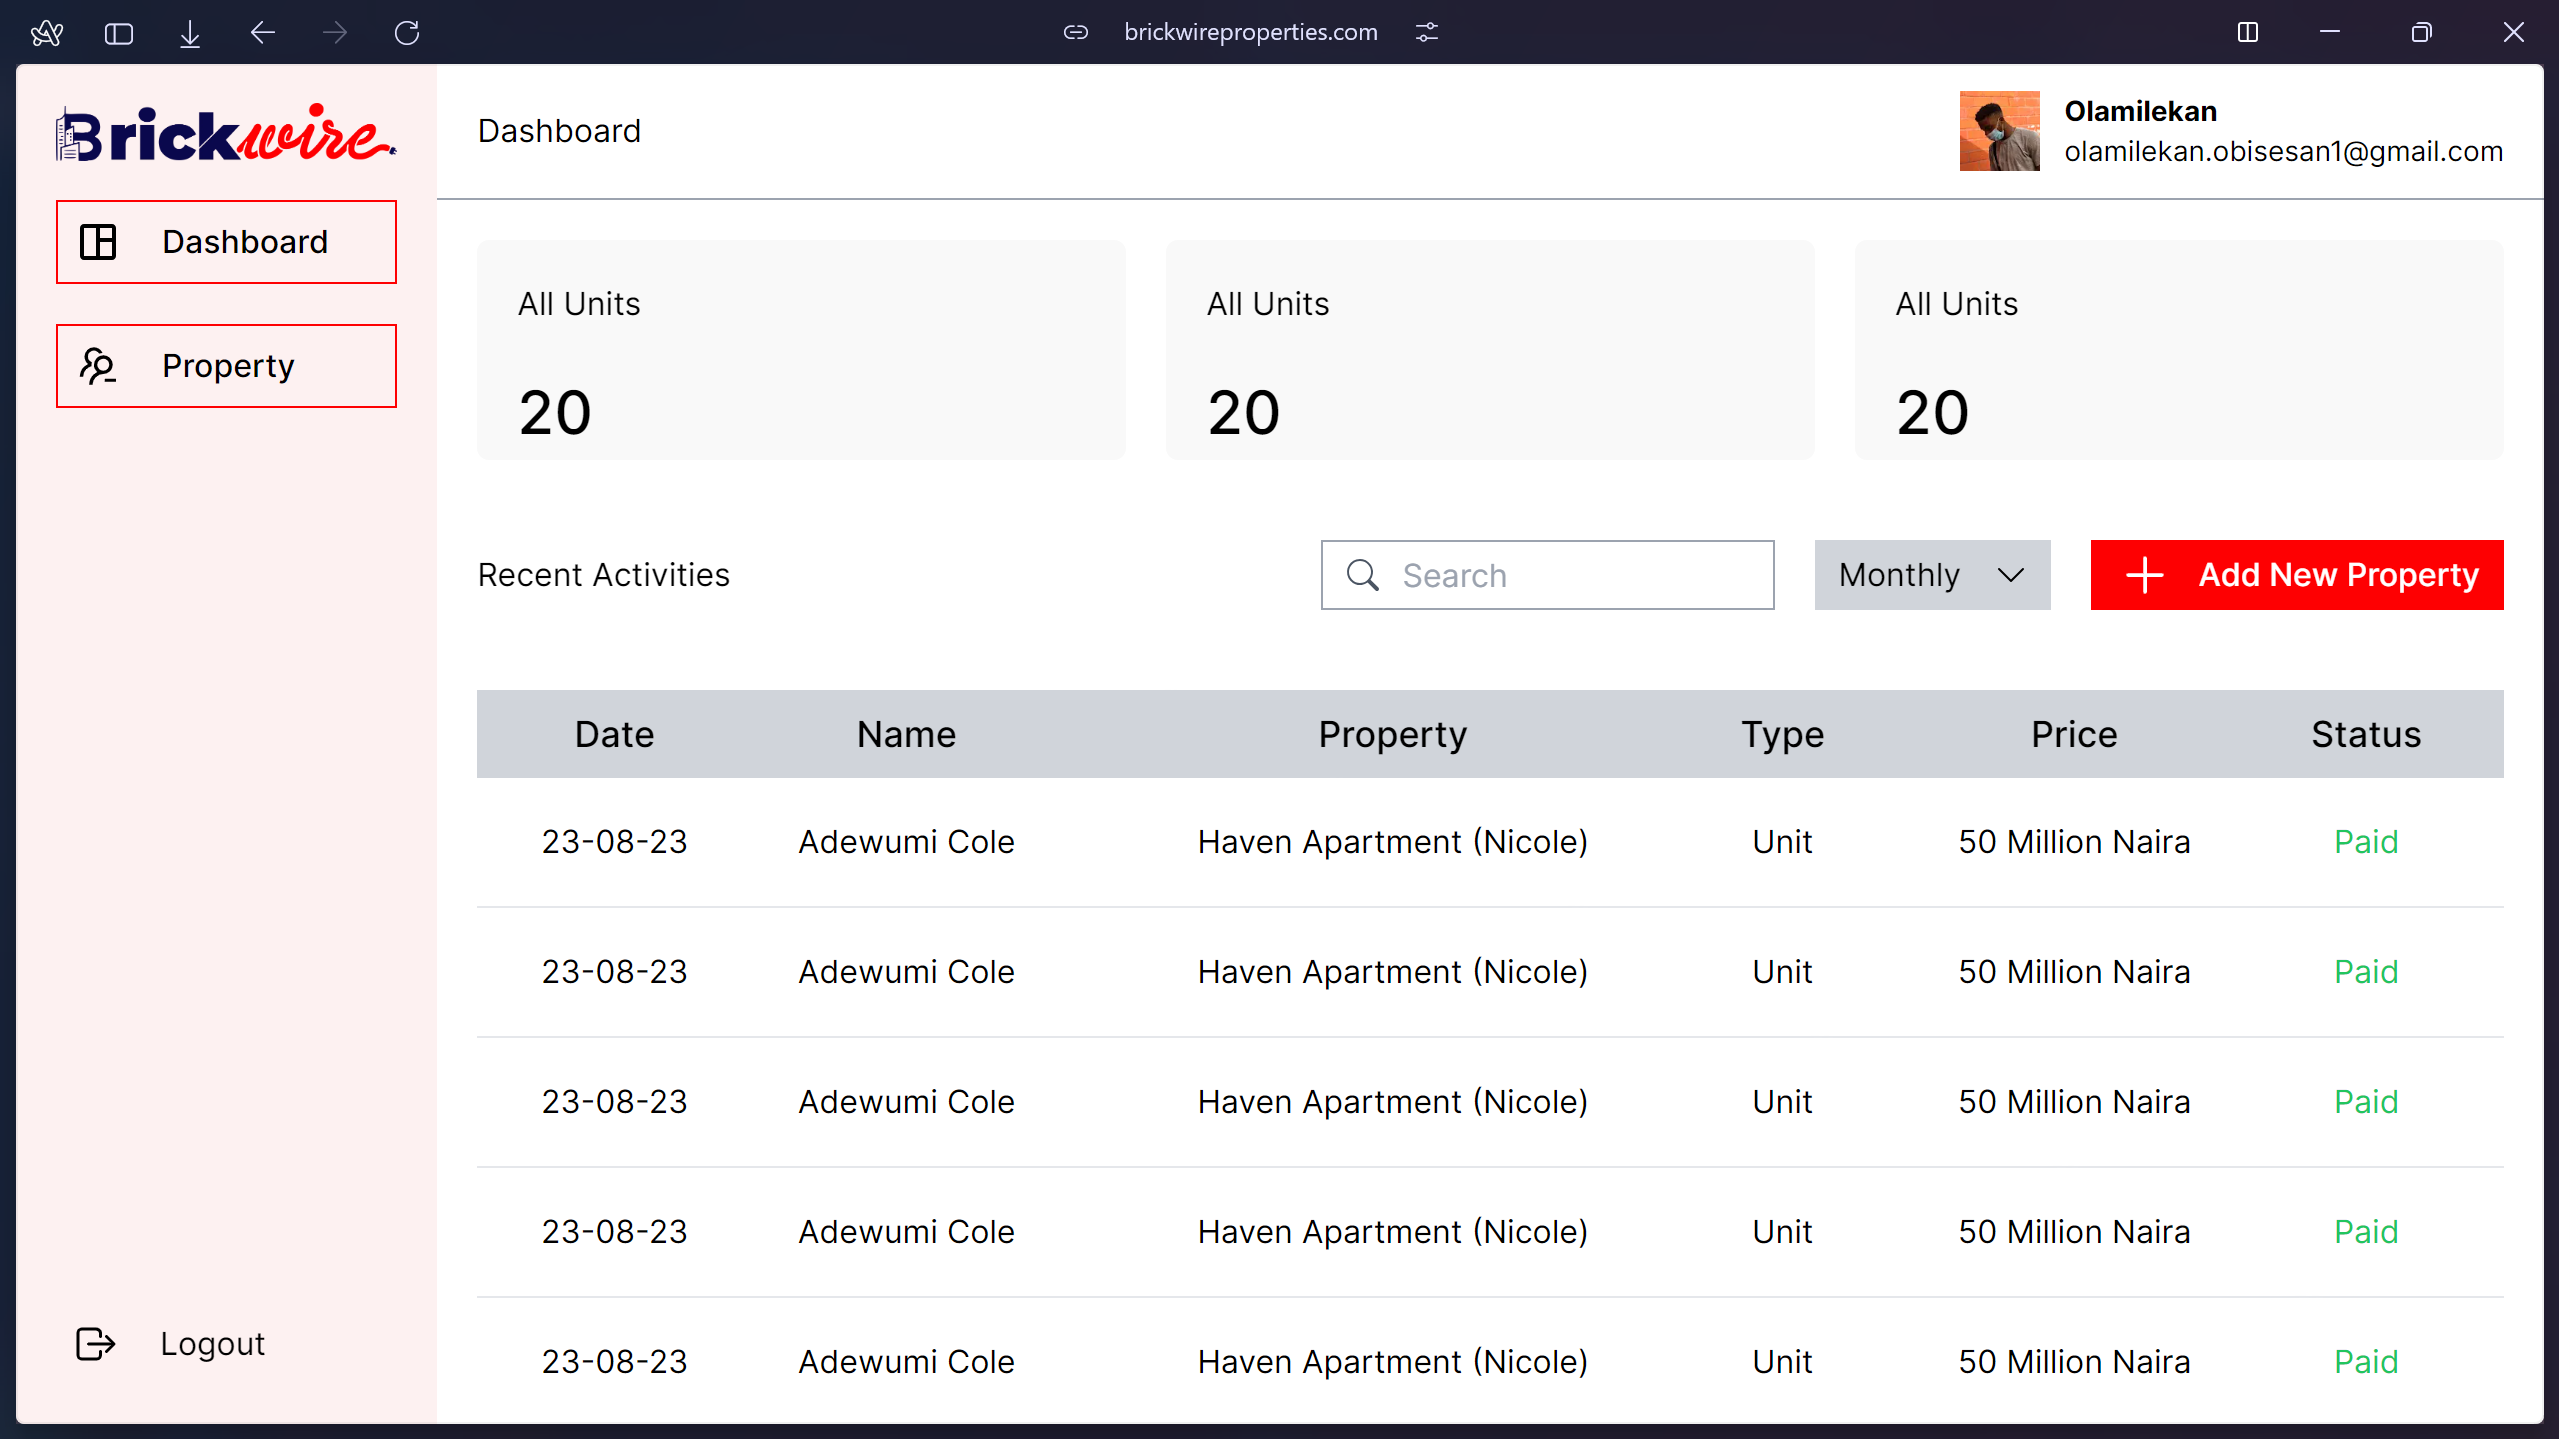 brickwireproperties.com
Brickwire
Dashboard
Olamilekan
olamilekan.obisesan1@gmail.com
Dashboard
Property
Logout
All Units
20
All Units
20
All Units
20
Recent Activities
Search
Monthly
Add New Property
Date Name Property Type Price Status
23-08-23 Adewumi Cole Haven Apartment (Nicole) Unit 50 Million Naira Paid
23-08-23 Adewumi Cole Haven Apartment (Nicole) Unit 50 Million Naira Paid
23-08-23 Adewumi Cole Haven Apartment (Nicole) Unit 50 Million Naira Paid
23-08-23 Adewumi Cole Haven Apartment (Nicole) Unit 50 Million Naira Paid
23-08-23 Adewumi Cole Haven Apartment (Nicole) Unit 50 Million Naira Paid